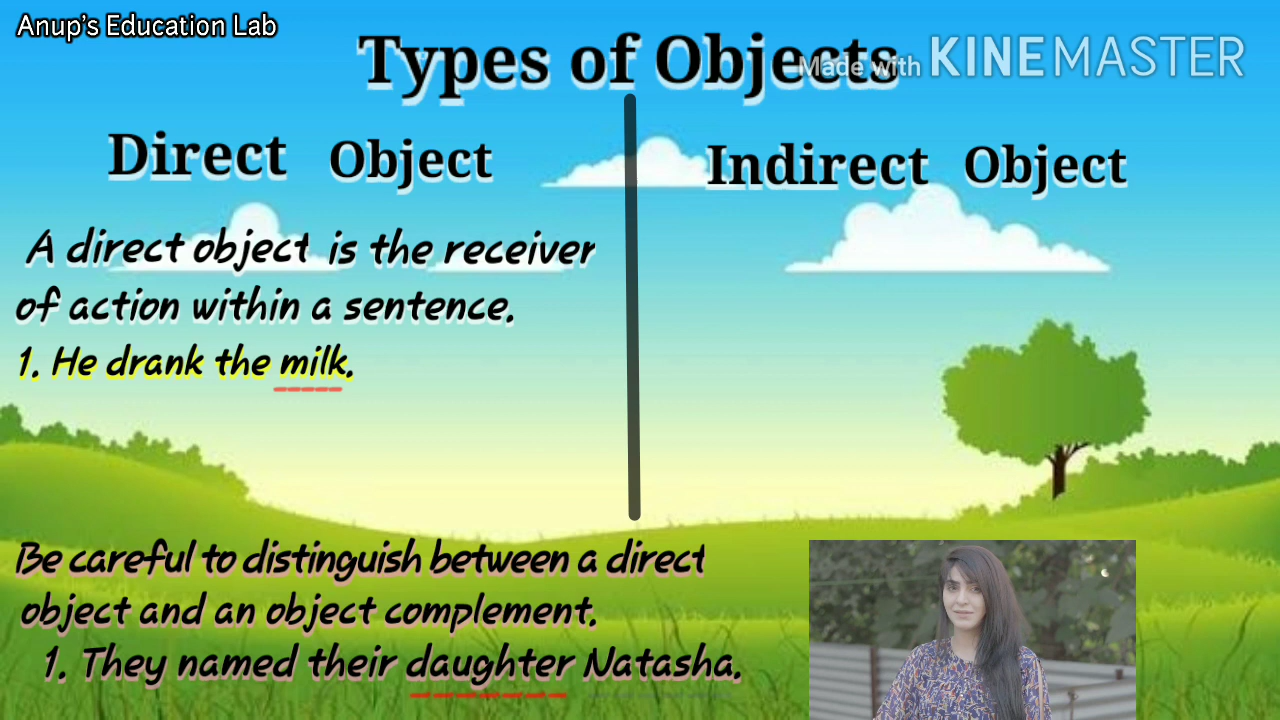 Anup's Education Lab
Types of Objects
Made with KINEMASTER
Direct Object
Indirect Object
A direct object is the receiver
of action within a sentence.
1. He drank the milk.
Be careful to distinguish between a direct
object and an object complement.
1. They named their daughter Natasha.